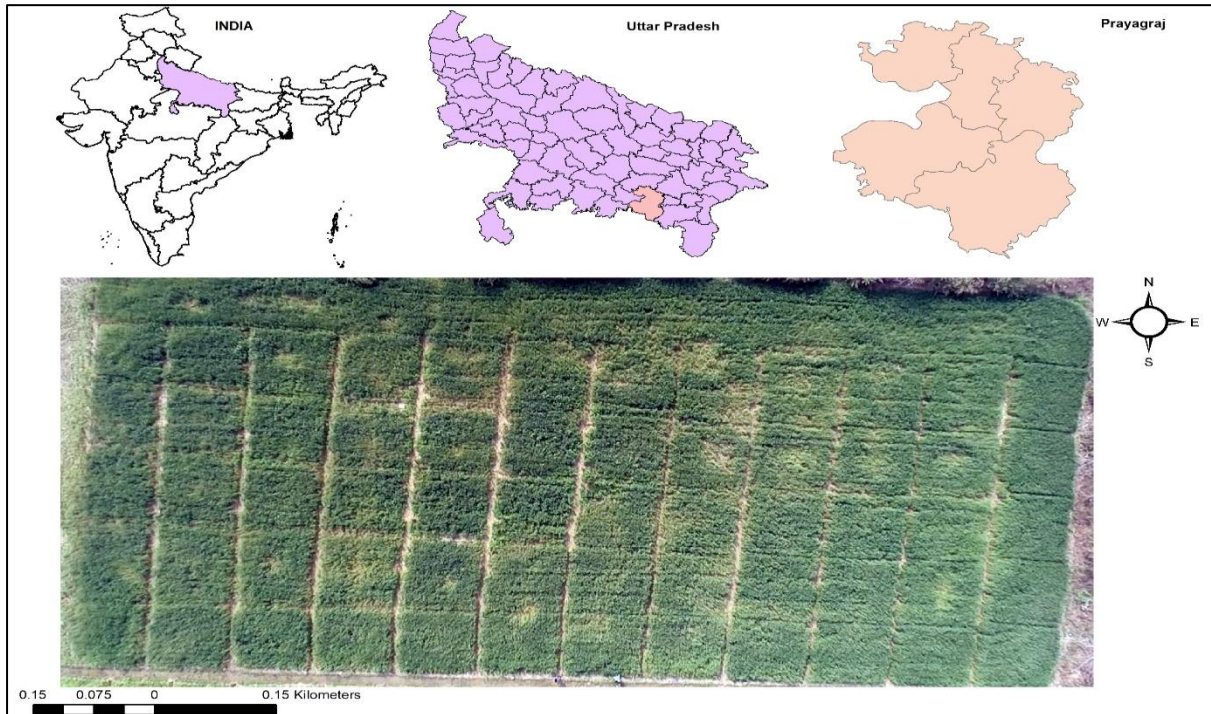 INDIA
Uttar Pradesh
Prayagraj
N
W E
S
0.15 0.075 0 0.15 Kilometers